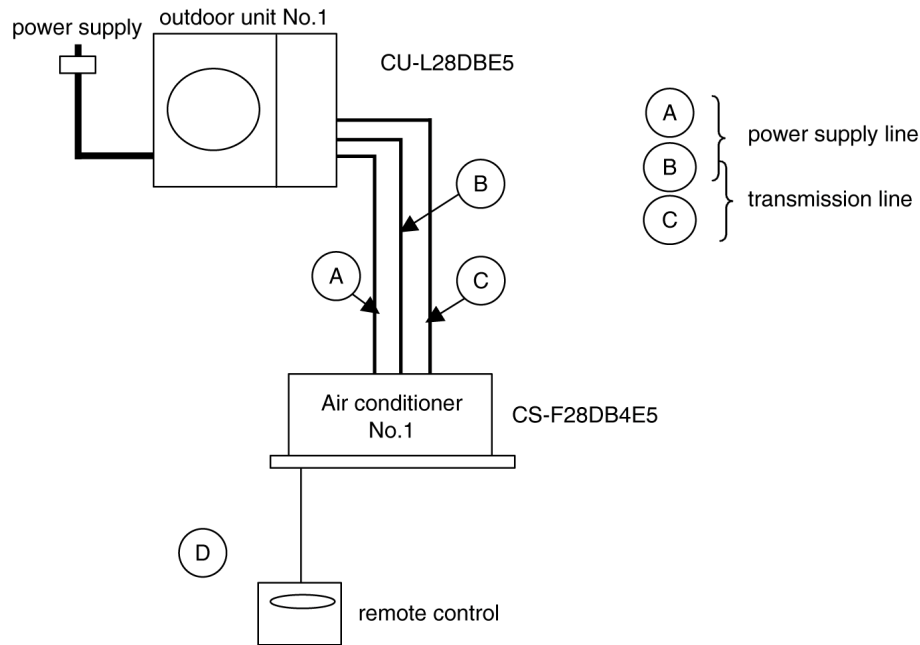 outdoor unit No.1
power supply
CU-L28DBE5
A
power supply line
B
transmission line
C
B
A
C
Air conditioner
No.1
CS-F28DB4E5
D
remote control